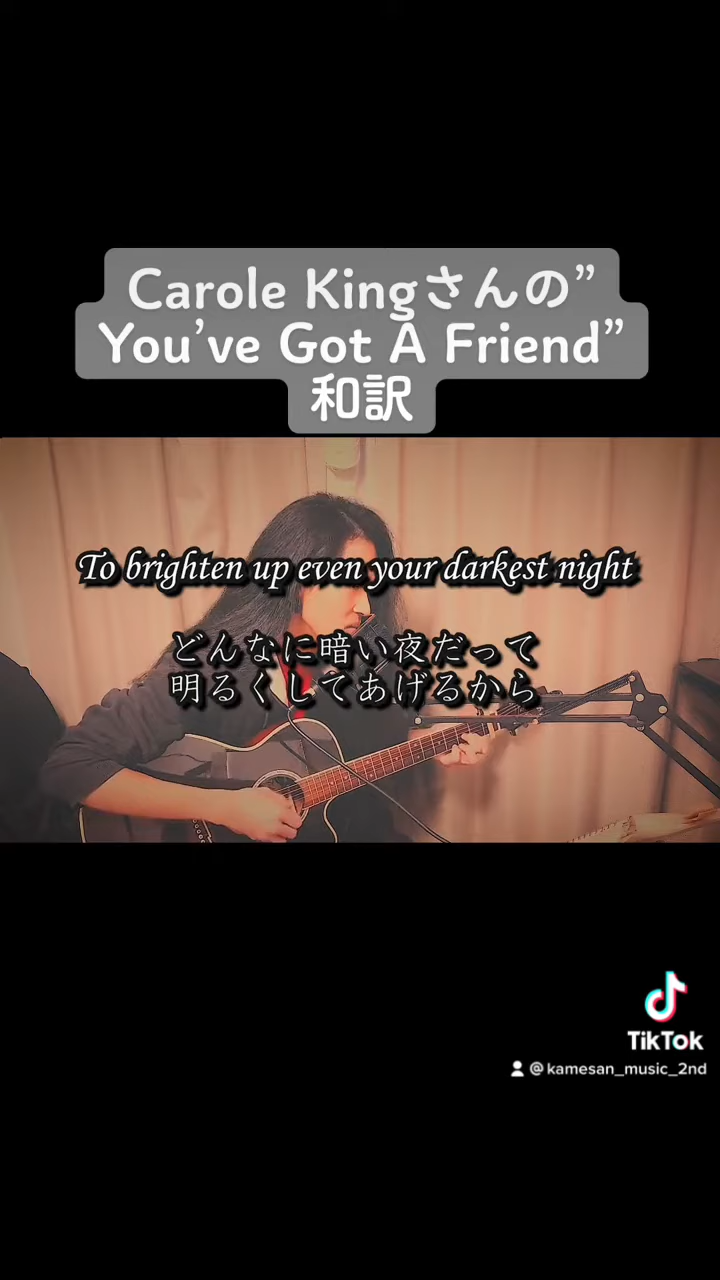 Carole Kingさんの”
You’ve Got A Friend”
和訳
To brighten up even your darkest night
どんなに暗い夜だって
明るくしてあげるから
TikTok
@kamesan_music_2nd